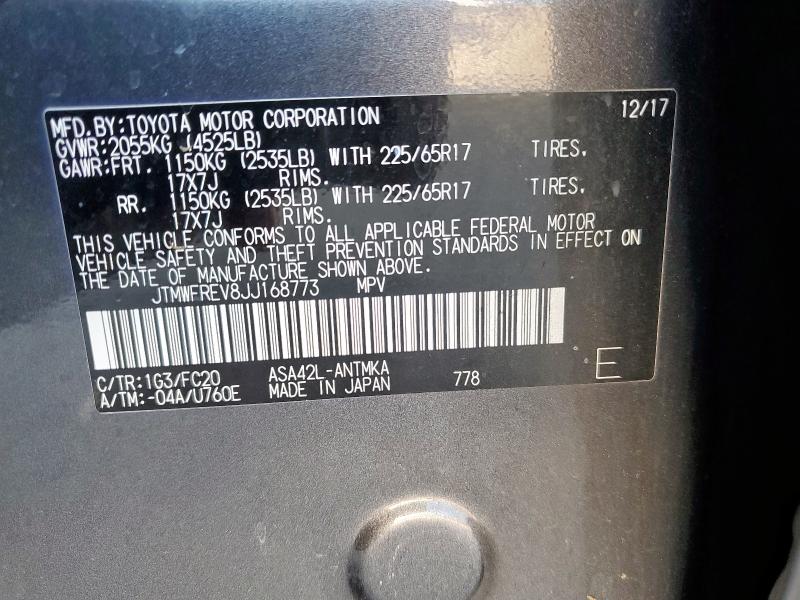 MFD.BY:TOYOTA MOTOR CORPORATION 12/17
GVWR:2055KG (4525LB)
GAWR:FRT. 1150KG (2535LB) WITH 225/65R17 TIRES.
17X7J RIMS.
RR. 1150KG (2535LB) WITH 225/65R17 TIRES.
17X7J RIMS.
THIS VEHICLE CONFORMS TO ALL APPLICABLE FEDERAL MOTOR
VEHICLE SAFETY AND THEFT PREVENTION STANDARDS IN EFFECT ON
THE DATE OF MANUFACTURE SHOWN ABOVE.
JTMWFREV8JJ168773 MPV
C/TR:1G3/FC20 ASA42L-ANTMKA
A/TM:-04A/U760E MADE IN JAPAN 778 E